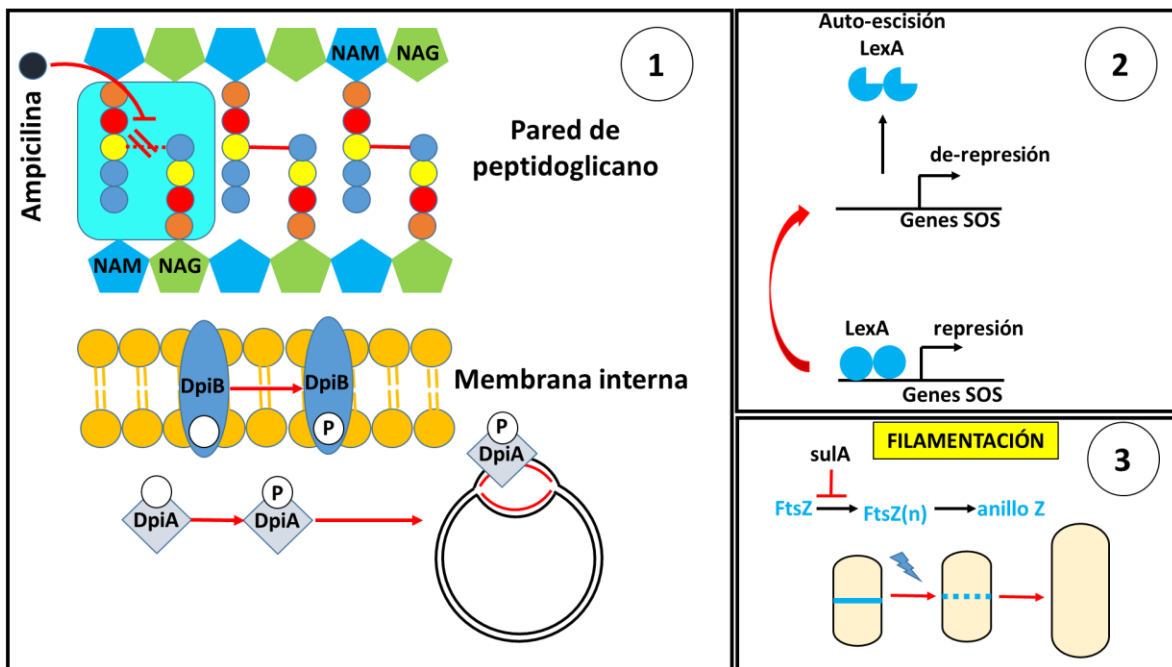 1
NAM
NAG
Ampicilina
Pared de
peptidoglicano
NAM
NAG
DpiB
DpiB
P
Membrana interna
DpiA
P
DpiA
P
DpiA
2
Auto-escisión
LexA
de-represión
Genes SOS
LexA
represión
Genes SOS
FILAMENTACIÓN
3
sulA
FtsZ
FtsZ(n)
anillo Z